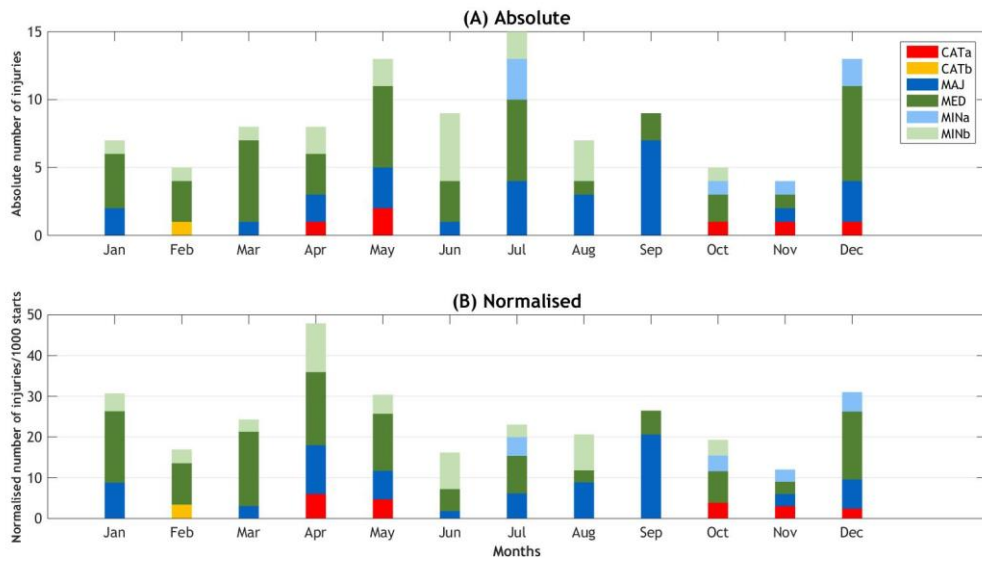 (A) Absolute
Absolute number of injuries
15
10
5
0
Jan Feb Mar Apr May Jun Jul Aug Sep Oct Nov Dec
CATa
CATb
MAJ
MED
MINa
MINb
(B) Normalised
Normalised number of injuries/1000 starts
50
40
30
20
10
0
Jan Feb Mar Apr May Jun Jul Aug Sep Oct Nov Dec
Months